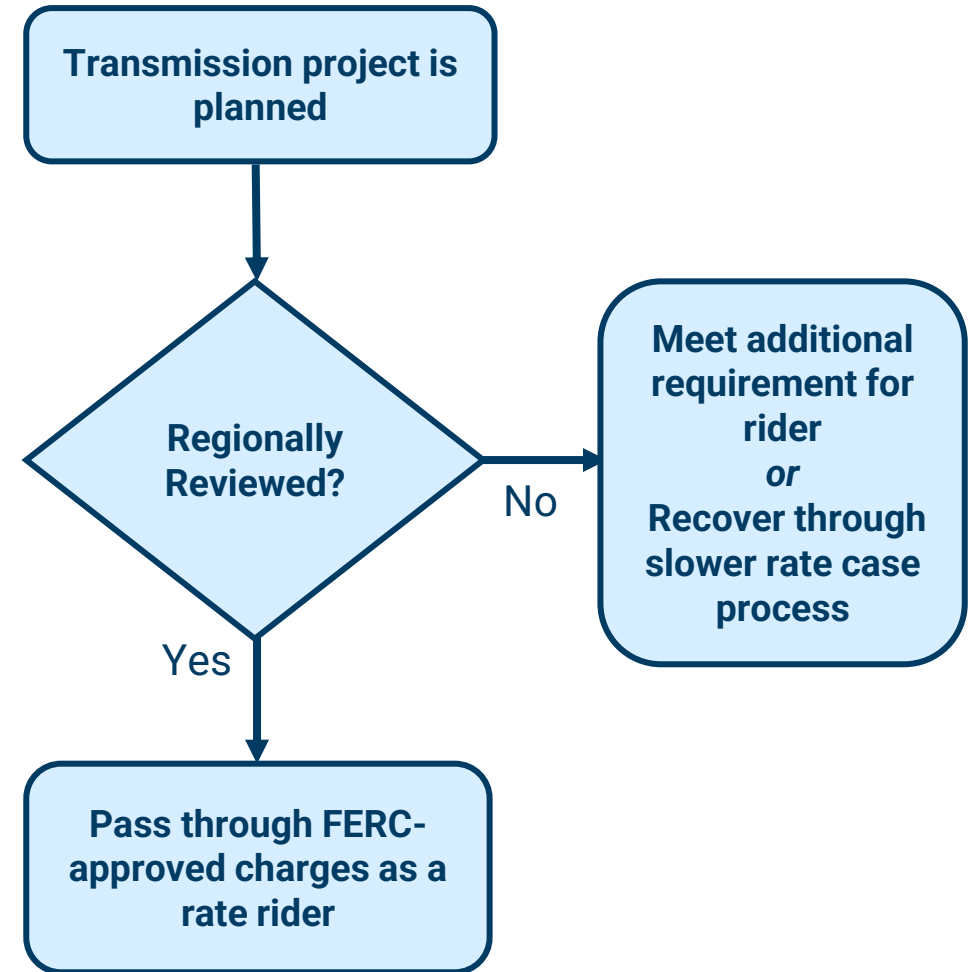 Transmission project is
planned
Regionally
Reviewed?
No
Meet additional
requirement for
rider
or
Recover through
slower rate case
process
Yes
Pass through FERC-
approved charges as a
rate rider